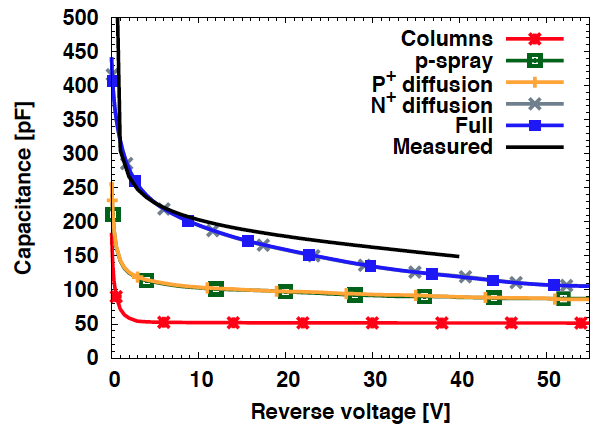 500
450
400
350
300
250
200
150
100
50
0
Capacitance [pF]
Columns
p-spray
P⁺ diffusion
N⁺ diffusion
Full
Measured
0 10 20 30 40 50
Reverse voltage [V]